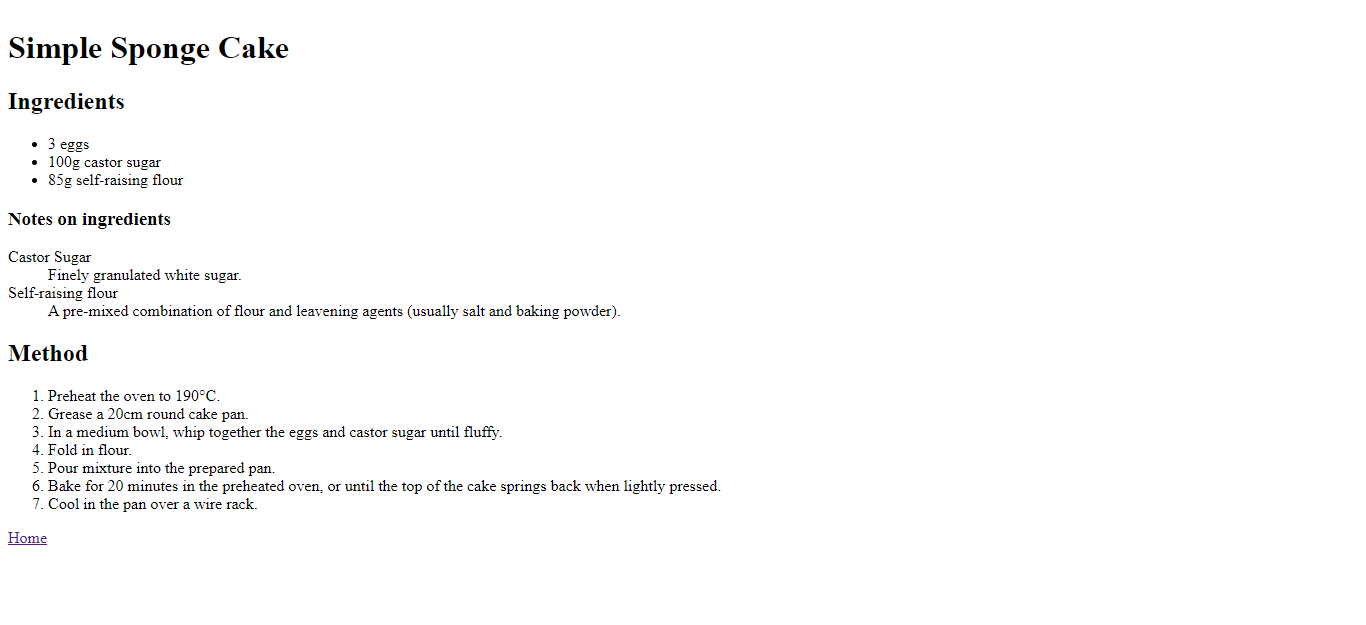 Simple Sponge Cake
Ingredients
• 3 eggs
• 100g castor sugar
• 85g self-raising flour
Notes on ingredients
Castor Sugar
Finely granulated white sugar.
Self-raising flour
A pre-mixed combination of flour and leavening agents (usually salt and baking powder).
Method
1. Preheat the oven to 190°C.
2. Grease a 20cm round cake pan.
3. In a medium bowl, whip together the eggs and castor sugar until fluffy.
4. Fold in flour.
5. Pour mixture into the prepared pan.
6. Bake for 20 minutes in the preheated oven, or until the top of the cake springs back when lightly pressed.
7. Cool in the pan over a wire rack.
Home